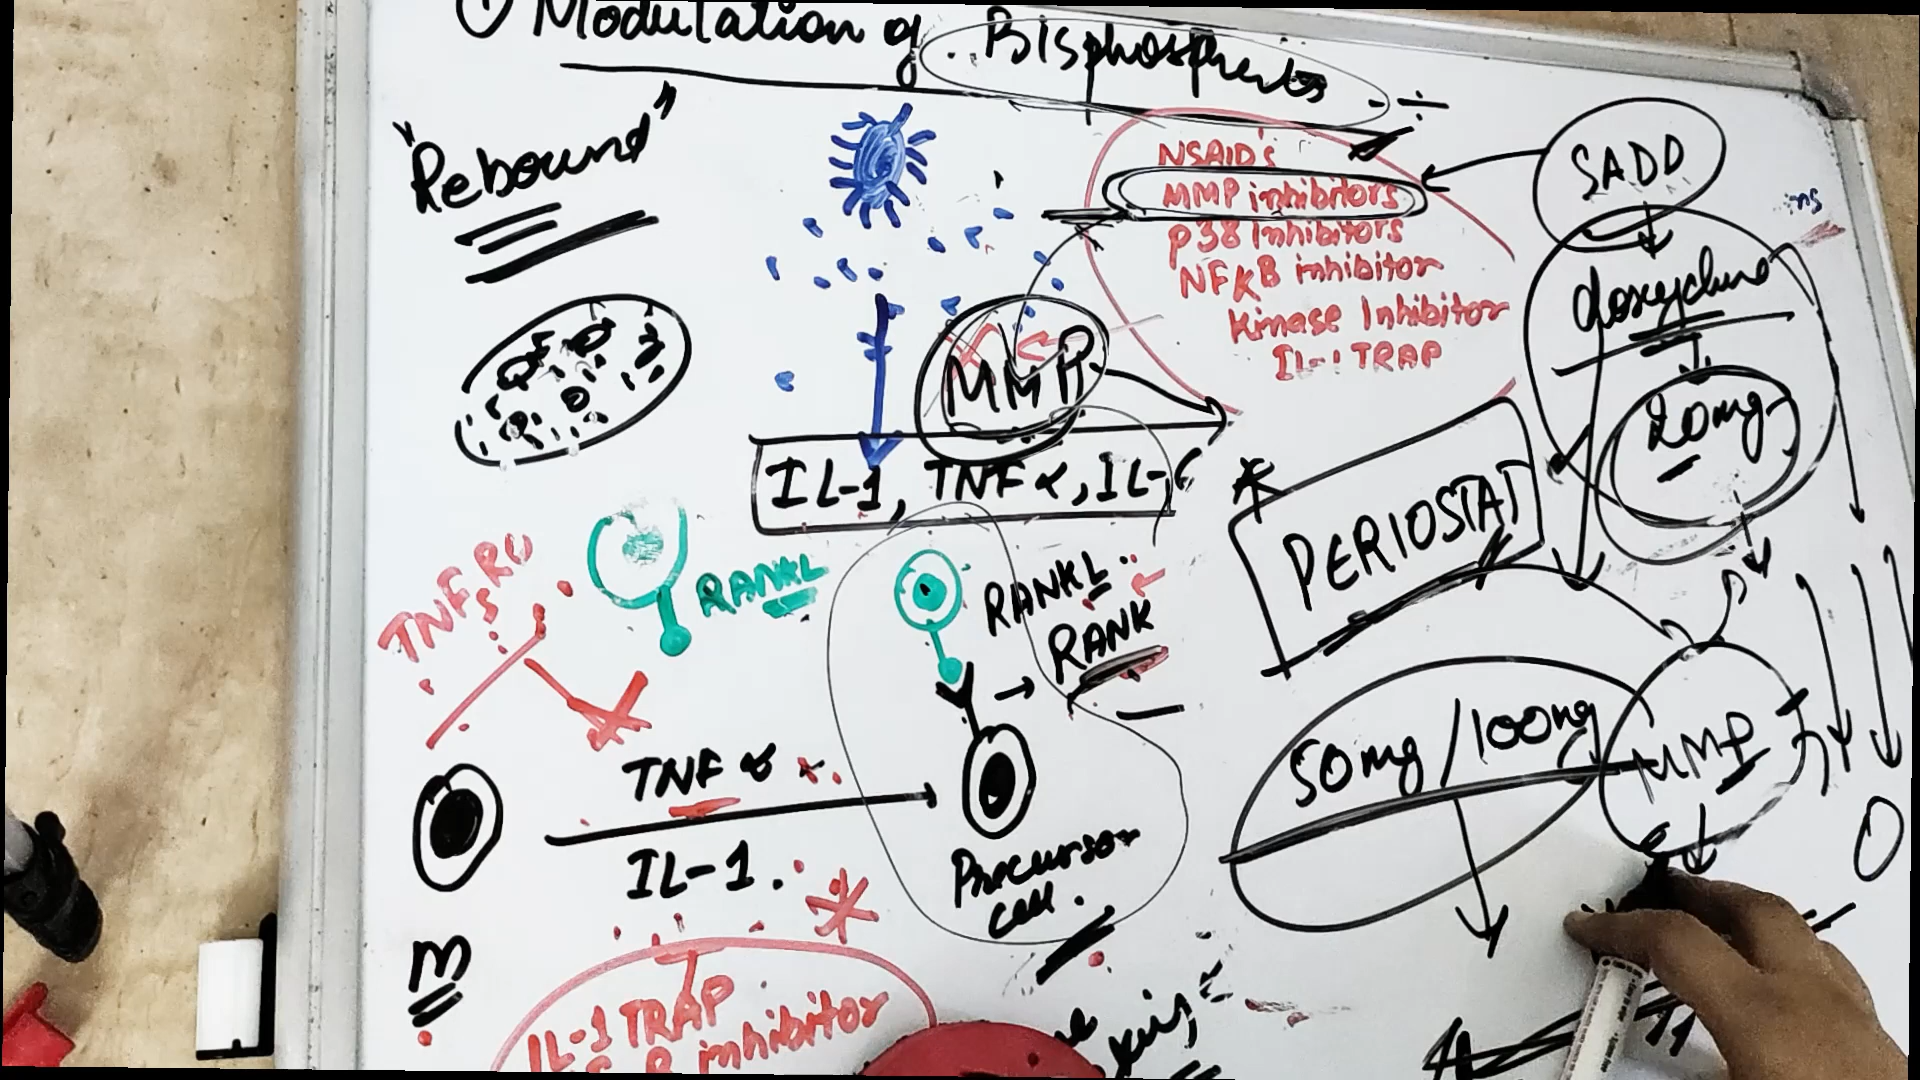 ① Modulation of Bisphosphonates :-
"Rebound"
NSAID's
MMP inhibitors
P38 Inhibitors
NFKB inhibitor
Kinase Inhibitor
IL-1 TRAP
SADD
doxycycline
20mg
PERIOSTAT
50mg/100mg
MMP
MMP
IL-1, TNF α, IL-6
TNF
RANKL
RANKL
RANK
TNF α
IL-1.
Precursor
cell.
M
IL-1 TRAP
inhibitor